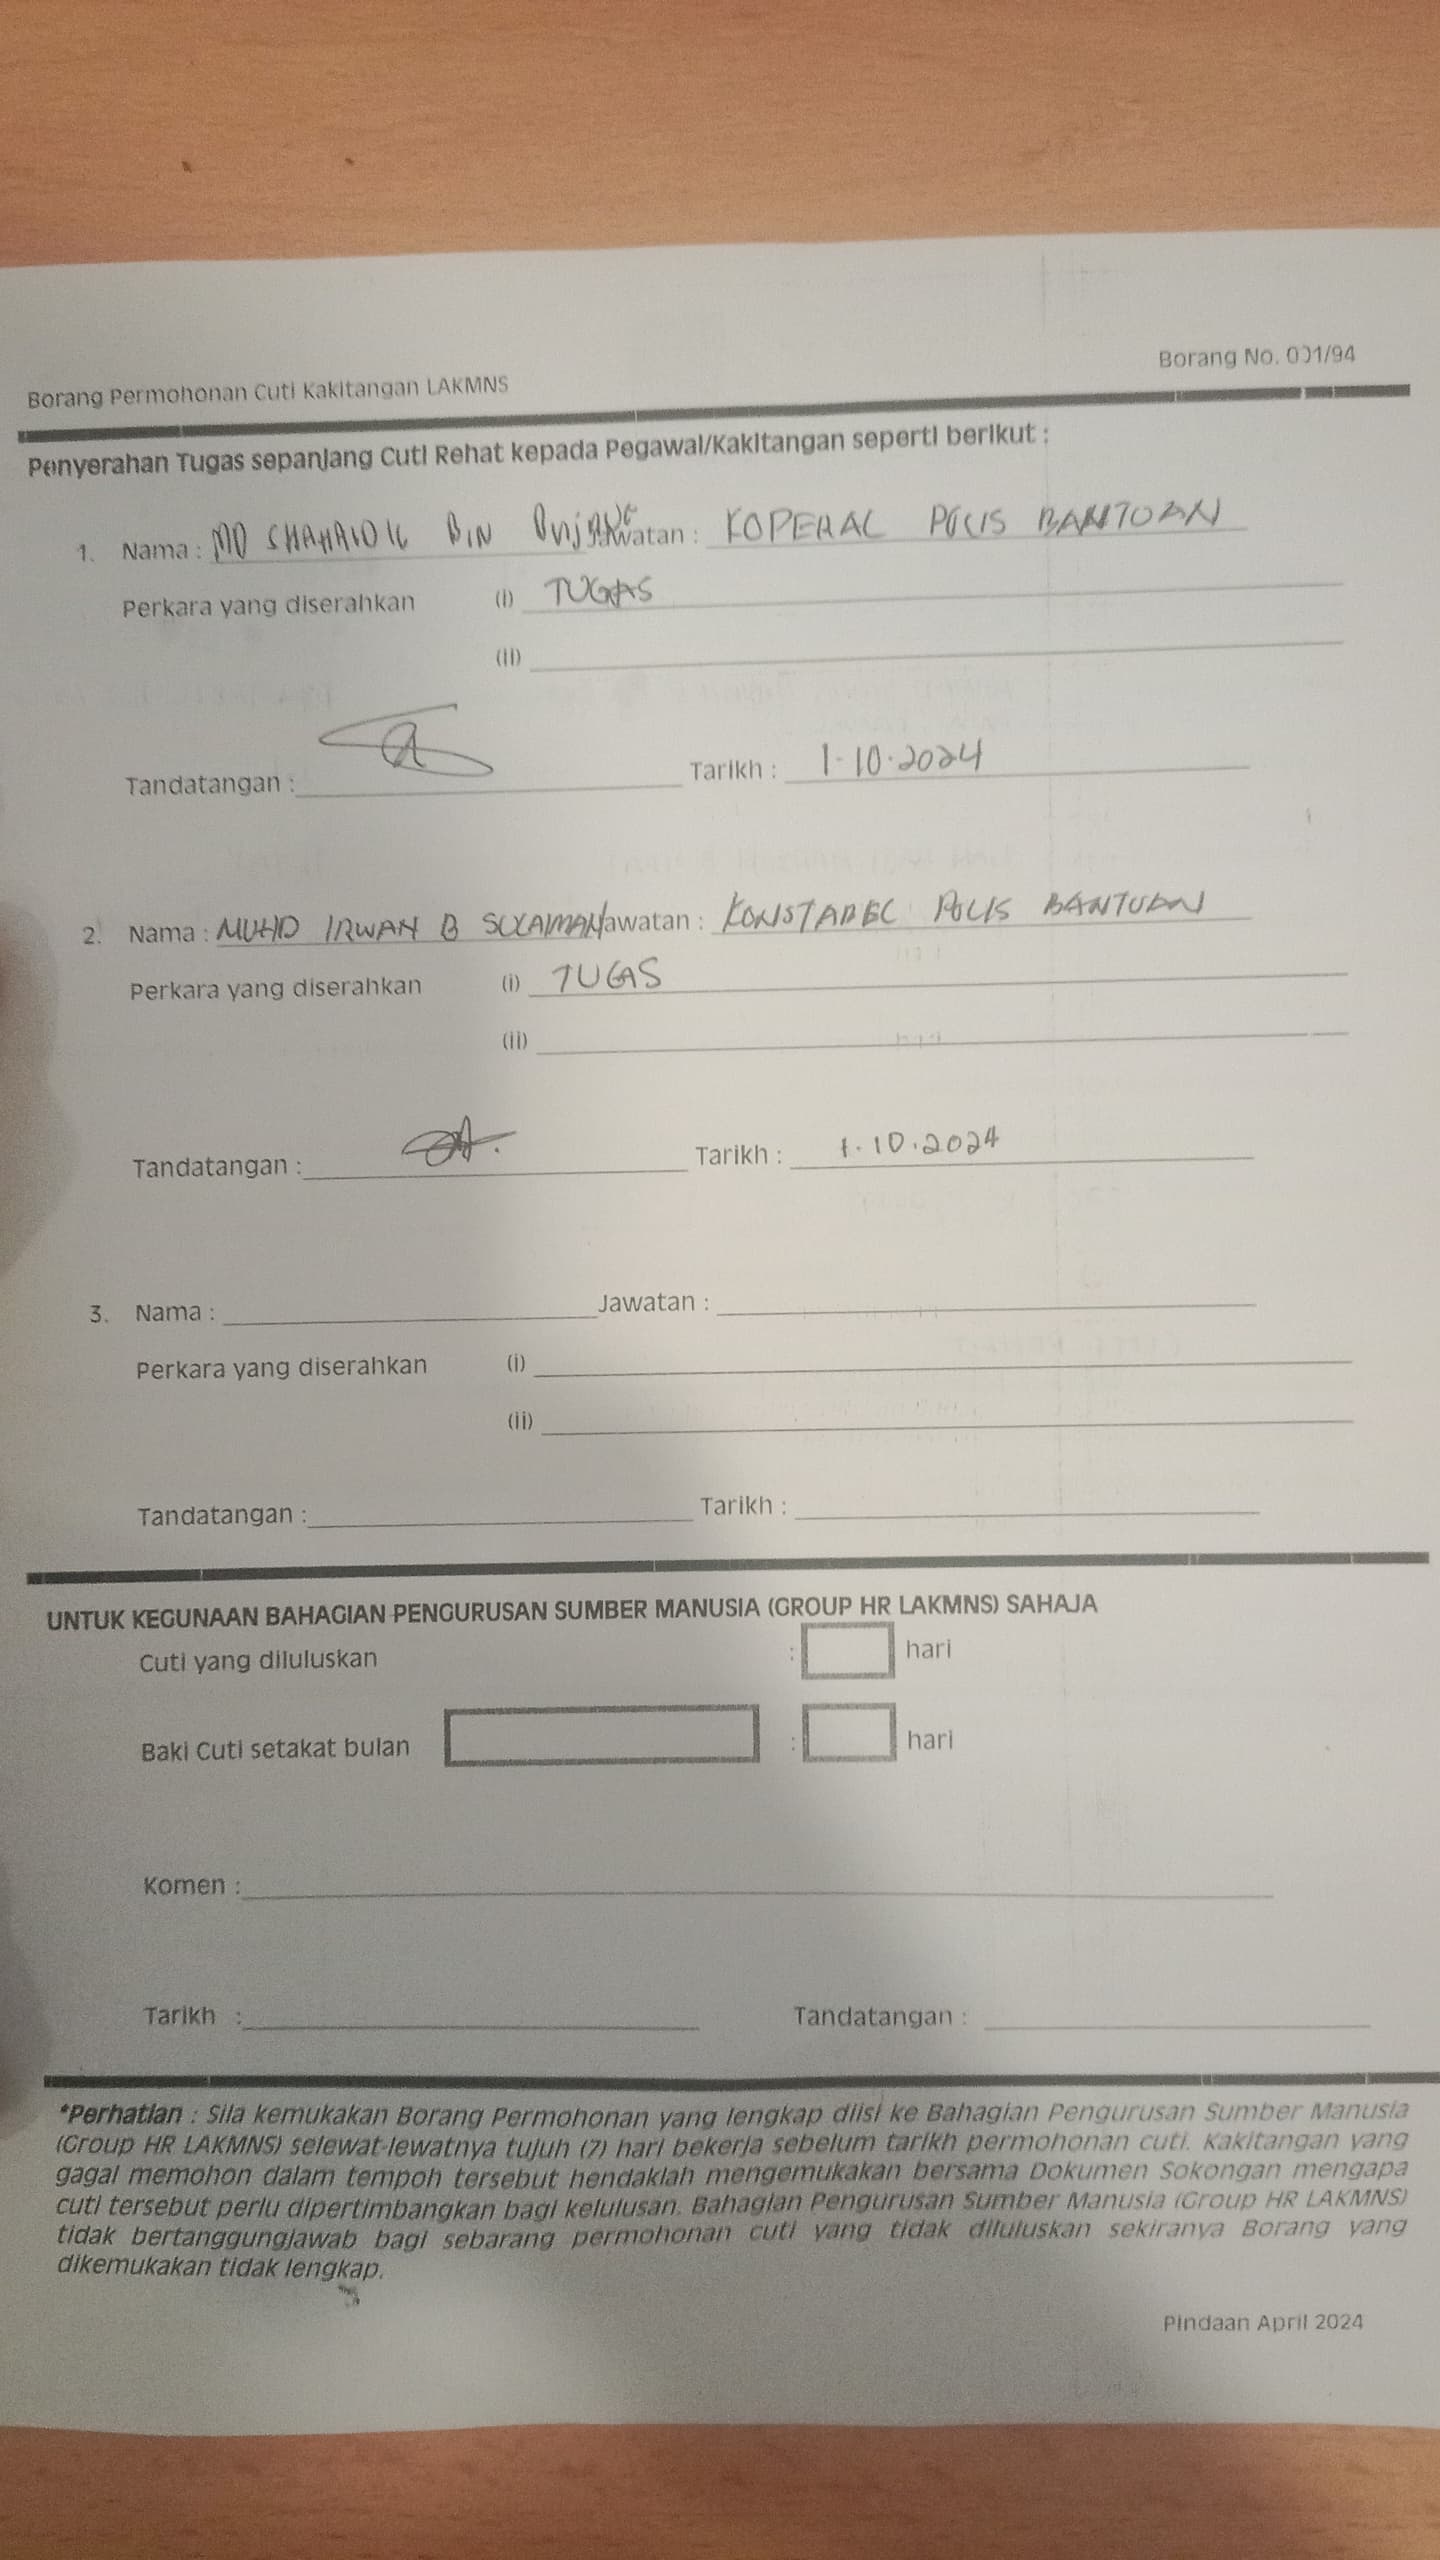 Borang No. 001/94
Borang Permohonan Cuti Kakitangan LAKMNS
Penyerahan Tugas sepanjang Cuti Rehat kepada Pegawai/Kakitangan seperti berikut :
1. Nama : MD BIN Jawatan : KOPERAL POLIS BANTUAN
Perkara yang diserahkan (i) TUGAS
(ii)
Tandatangan : Tarikh : 1.10.2024
2. Nama : MUHD IRWAN B SULAIMAN Jawatan : KONSTABEL POLIS BANTUAN
Perkara yang diserahkan (i) TUGAS
(ii)
Tandatangan : Tarikh : 1.10.2024
3. Nama : Jawatan :
Perkara yang diserahkan (i)
(ii)
Tandatangan : Tarikh :
UNTUK KEGUNAAN BAHAGIAN PENGURUSAN SUMBER MANUSIA (GROUP HR LAKMNS) SAHAJA
Cuti yang diluluskan : hari
Baki Cuti setakat bulan : hari
Komen :
Tarikh : Tandatangan :
*Perhatian : Sila kemukakan Borang Permohonan yang lengkap diisi ke Bahagian Pengurusan Sumber Manusia
(Group HR LAKMNS) selewat-lewatnya tujuh (7) hari bekerja sebelum tarikh permohonan cuti. Kakitangan yang
gagal memohon dalam tempoh tersebut hendaklah mengemukakan bersama Dokumen Sokongan mengapa
cuti tersebut perlu dipertimbangkan bagi kelulusan. Bahagian Pengurusan Sumber Manusia (Group HR LAKMNS)
tidak bertanggungjawab bagi sebarang permohonan cuti yang tidak diluluskan sekiranya Borang yang
dikemukakan tidak lengkap.
Pindaan April 2024